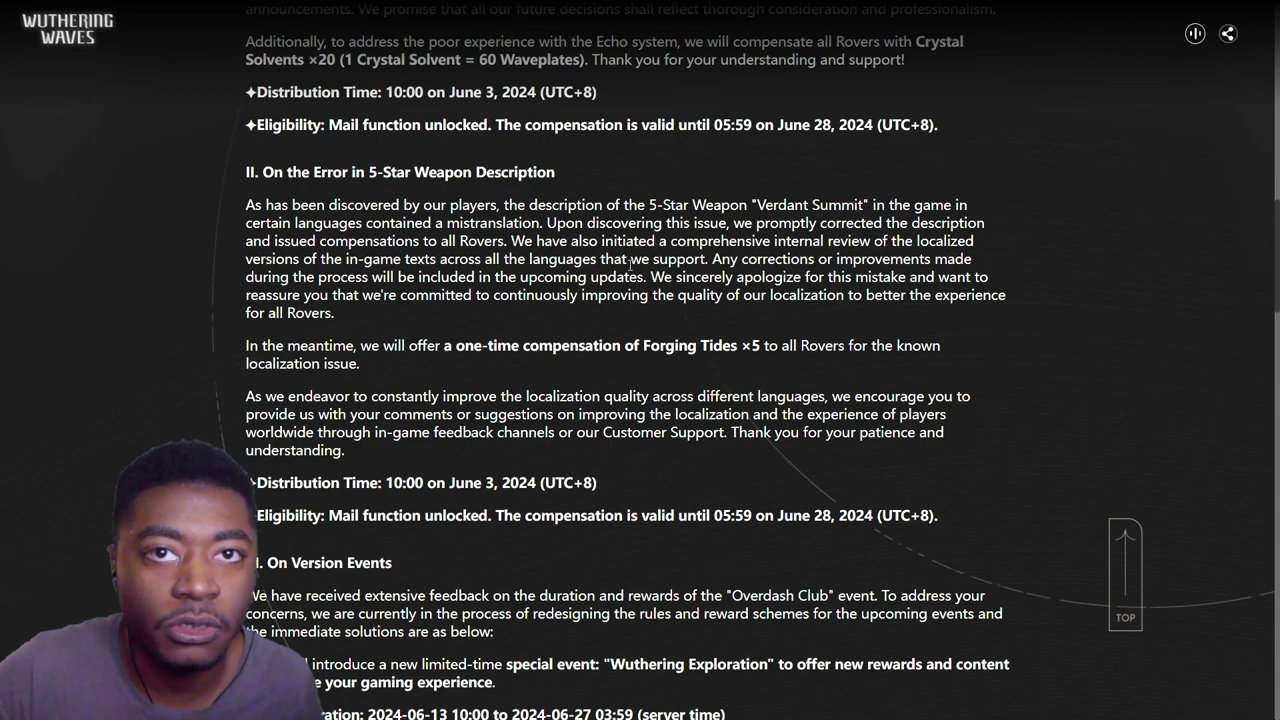 WUTHERING
WAVES
announcements. We promise that all our future decisions shall reflect thorough consideration and professionalism.
Additionally, to address the poor experience with the Echo system, we will compensate all Rovers with Crystal
Solvents ×20 (1 Crystal Solvent = 60 Waveplates). Thank you for your understanding and support!
✦Distribution Time: 10:00 on June 3, 2024 (UTC+8)
✦Eligibility: Mail function unlocked. The compensation is valid until 05:59 on June 28, 2024 (UTC+8).
II. On the Error in 5-Star Weapon Description
As has been discovered by our players, the description of the 5-Star Weapon "Verdant Summit" in the game in
certain languages contained a mistranslation. Upon discovering this issue, we promptly corrected the description
and issued compensations to all Rovers. We have also initiated a comprehensive internal review of the localized
versions of the in-game texts across all the languages that we support. Any corrections or improvements made
during the process will be included in the upcoming updates. We sincerely apologize for this mistake and want to
reassure you that we're committed to continuously improving the quality of our localization to better the experience
for all Rovers.
In the meantime, we will offer a one-time compensation of Forging Tides ×5 to all Rovers for the known
localization issue.
As we endeavor to constantly improve the localization quality across different languages, we encourage you to
provide us with your comments or suggestions on improving the localization and the experience of players
worldwide through in-game feedback channels or our Customer Support. Thank you for your patience and
understanding.
Distribution Time: 10:00 on June 3, 2024 (UTC+8)
Eligibility: Mail function unlocked. The compensation is valid until 05:59 on June 28, 2024 (UTC+8).
On Version Events
We have received extensive feedback on the duration and rewards of the "Overdash Club" event. To address your
concerns, we are currently in the process of redesigning the rules and reward schemes for the upcoming events and
the immediate solutions are as below:
introduce a new limited-time special event: "Wuthering Exploration" to offer new rewards and content
your gaming experience.
2024-06-13 10:00 to 2024-06-27 03:59 (server time)
TOP